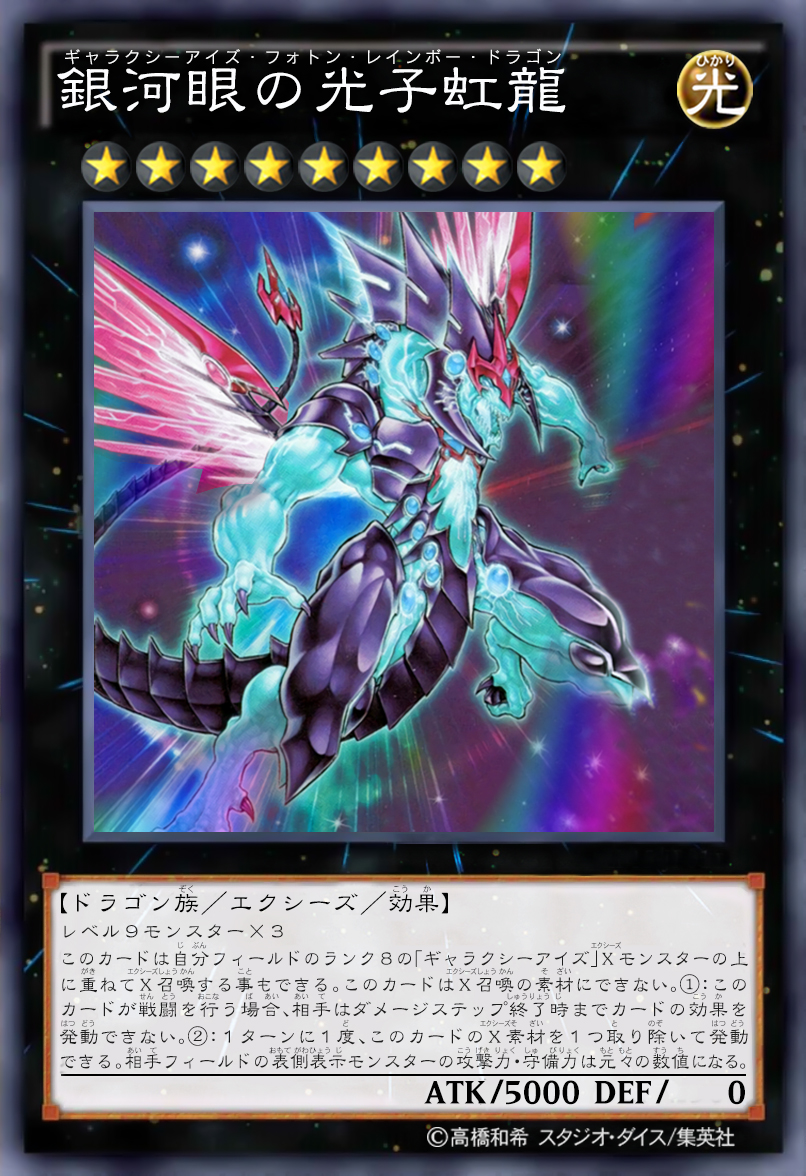 ギャラクシーアイズ・フォトン・レインボー・ドラゴン
銀河眼の光子虹龍
ひかり
光
【ドラゴン族／エクシーズ／効果】
レベル９モンスター×３
このカードは自分フィールドのランク８の「ギャラクシーアイズ」Ｘモンスターの上
に重ねてＸ召喚する事もできる。このカードはＸ召喚の素材にできない。①：この
カードが戦闘を行う場合、相手はダメージステップ終了時までカードの効果を
発動できない。②：１ターンに１度、このカードのＸ素材を１つ取り除いて発動
できる。相手フィールドの表側表示モンスターの攻撃力・守備力は元々の数値になる。
ATK/5000 DEF/ 0
©高橋和希 スタジオ・ダイス/集英社